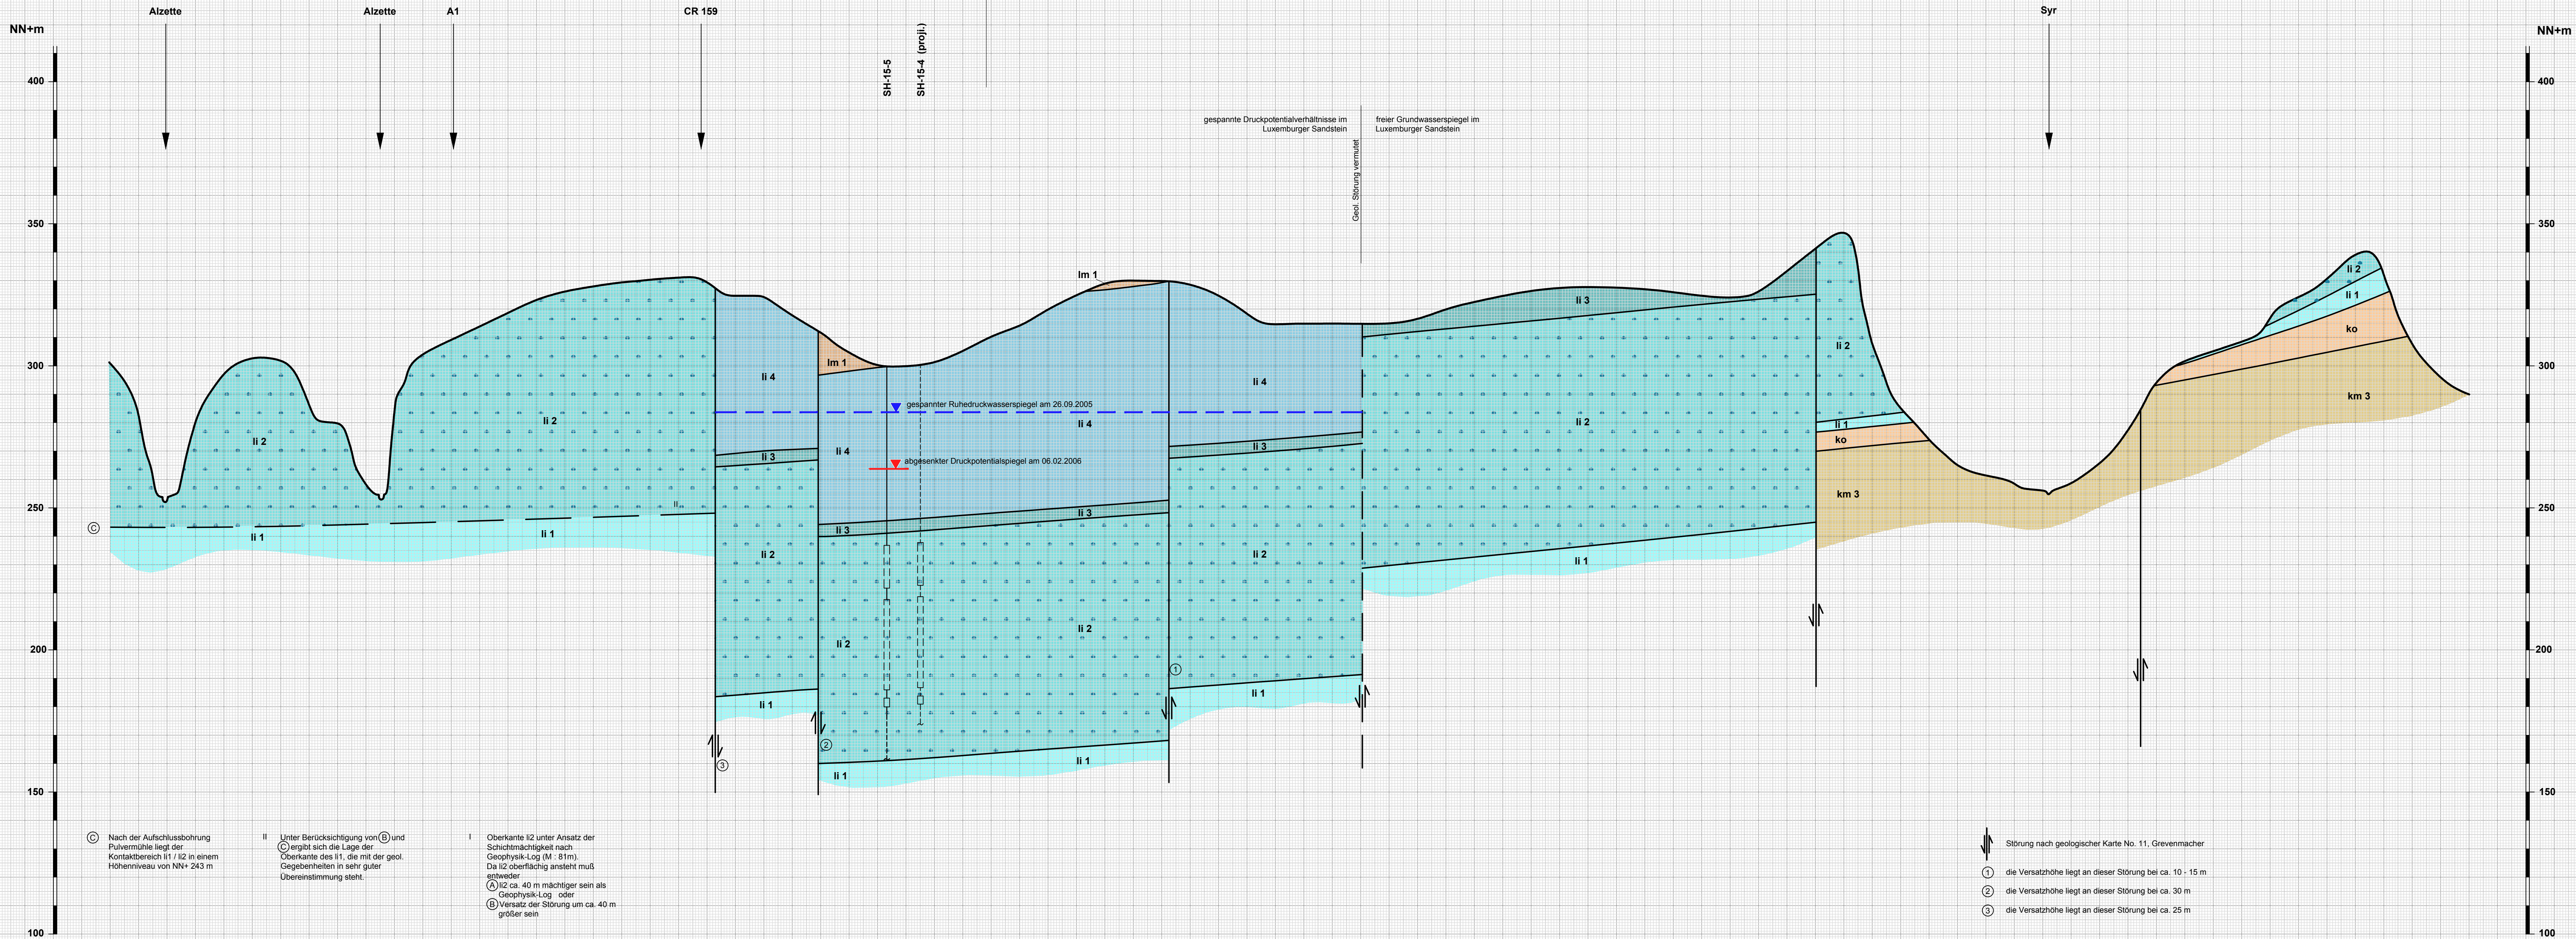 Alzette
Alzette
A1
CR 159
Syr
NN+m
NN+m
SH-15-5
SH-15-4 (proji.)
400
400
gespannte Druckpotentialverhältnisse im
Luxemburger Sandstein
freier Grundwasserspiegel im
Luxemburger Sandstein
Geol. Störung vermutet
350
350
lm 1
li 3
li 2
li 1
ko
km 3
300
300
lm 1
li 4
li 4
li 2
gespannter Ruhedruckwasserspiegel am 26.09.2005
li 4
li 2
li 2
li 2
li 1
ko
li 3
li 4
li 3
abgesenkter Druckpotentialspiegel am 06.02.2006
km 3
II
250
250
C
li 1
li 1
li 3
li 3
li 2
li 2
li 1
li 2
li 2
200
200
1
li 1
li 1
2
3
li 1
li 1
150
150
C Nach der Aufschlussbohrung
Pulvermühle liegt der
Kontaktbereich li1 / li2 in einem
Höhenniveau von NN+ 243 m
II Unter Berücksichtigung von B und
C ergibt sich die Lage der
Oberkante des li1, die mit der geol.
Gegebenheiten in sehr guter
Übereinstimmung steht.
I Oberkante li2 unter Ansatz der
Schichtmächtigkeit nach
Geophysik-Log (M : 81m).
Da li2 oberflächig ansteht muß
entweder
A li2 ca. 40 m mächtiger sein als
Geophysik-Log oder
B Versatz der Störung um ca. 40 m
größer sein
Störung nach geologischer Karte No. 11, Grevenmacher
1 die Versatzhöhe liegt an dieser Störung bei ca. 10 - 15 m
2 die Versatzhöhe liegt an dieser Störung bei ca. 30 m
3 die Versatzhöhe liegt an dieser Störung bei ca. 25 m
100
100